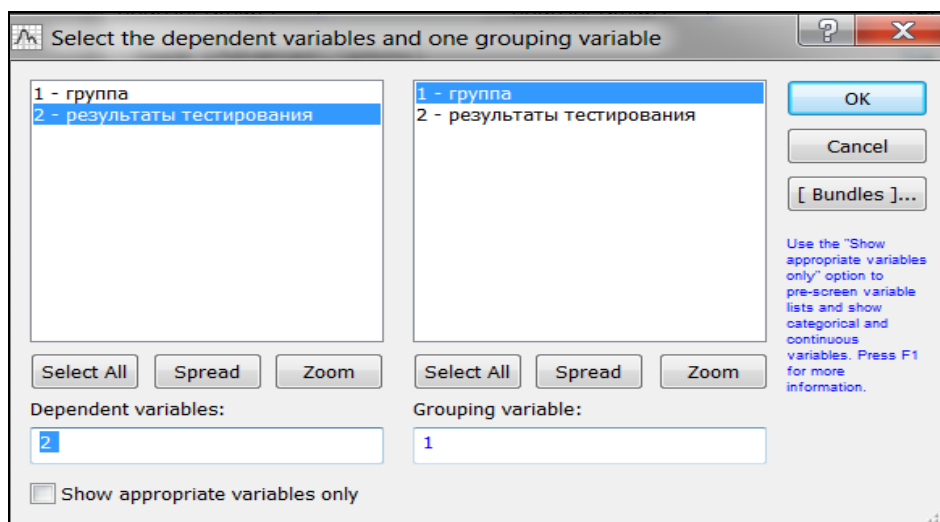 Select the dependent variables and one grouping variable
1 - группа
2 - результаты тестирования
1 - группа
2 - результаты тестирования
OK
Cancel
[ Bundles ]...
Use the "Show
appropriate variables
only" option to
pre-screen variable
lists and show
categorical and
continuous
variables. Press F1
for more
information.
Select All
Spread
Zoom
Select All
Spread
Zoom
Dependent variables:
Grouping variable:
2
1
Show appropriate variables only